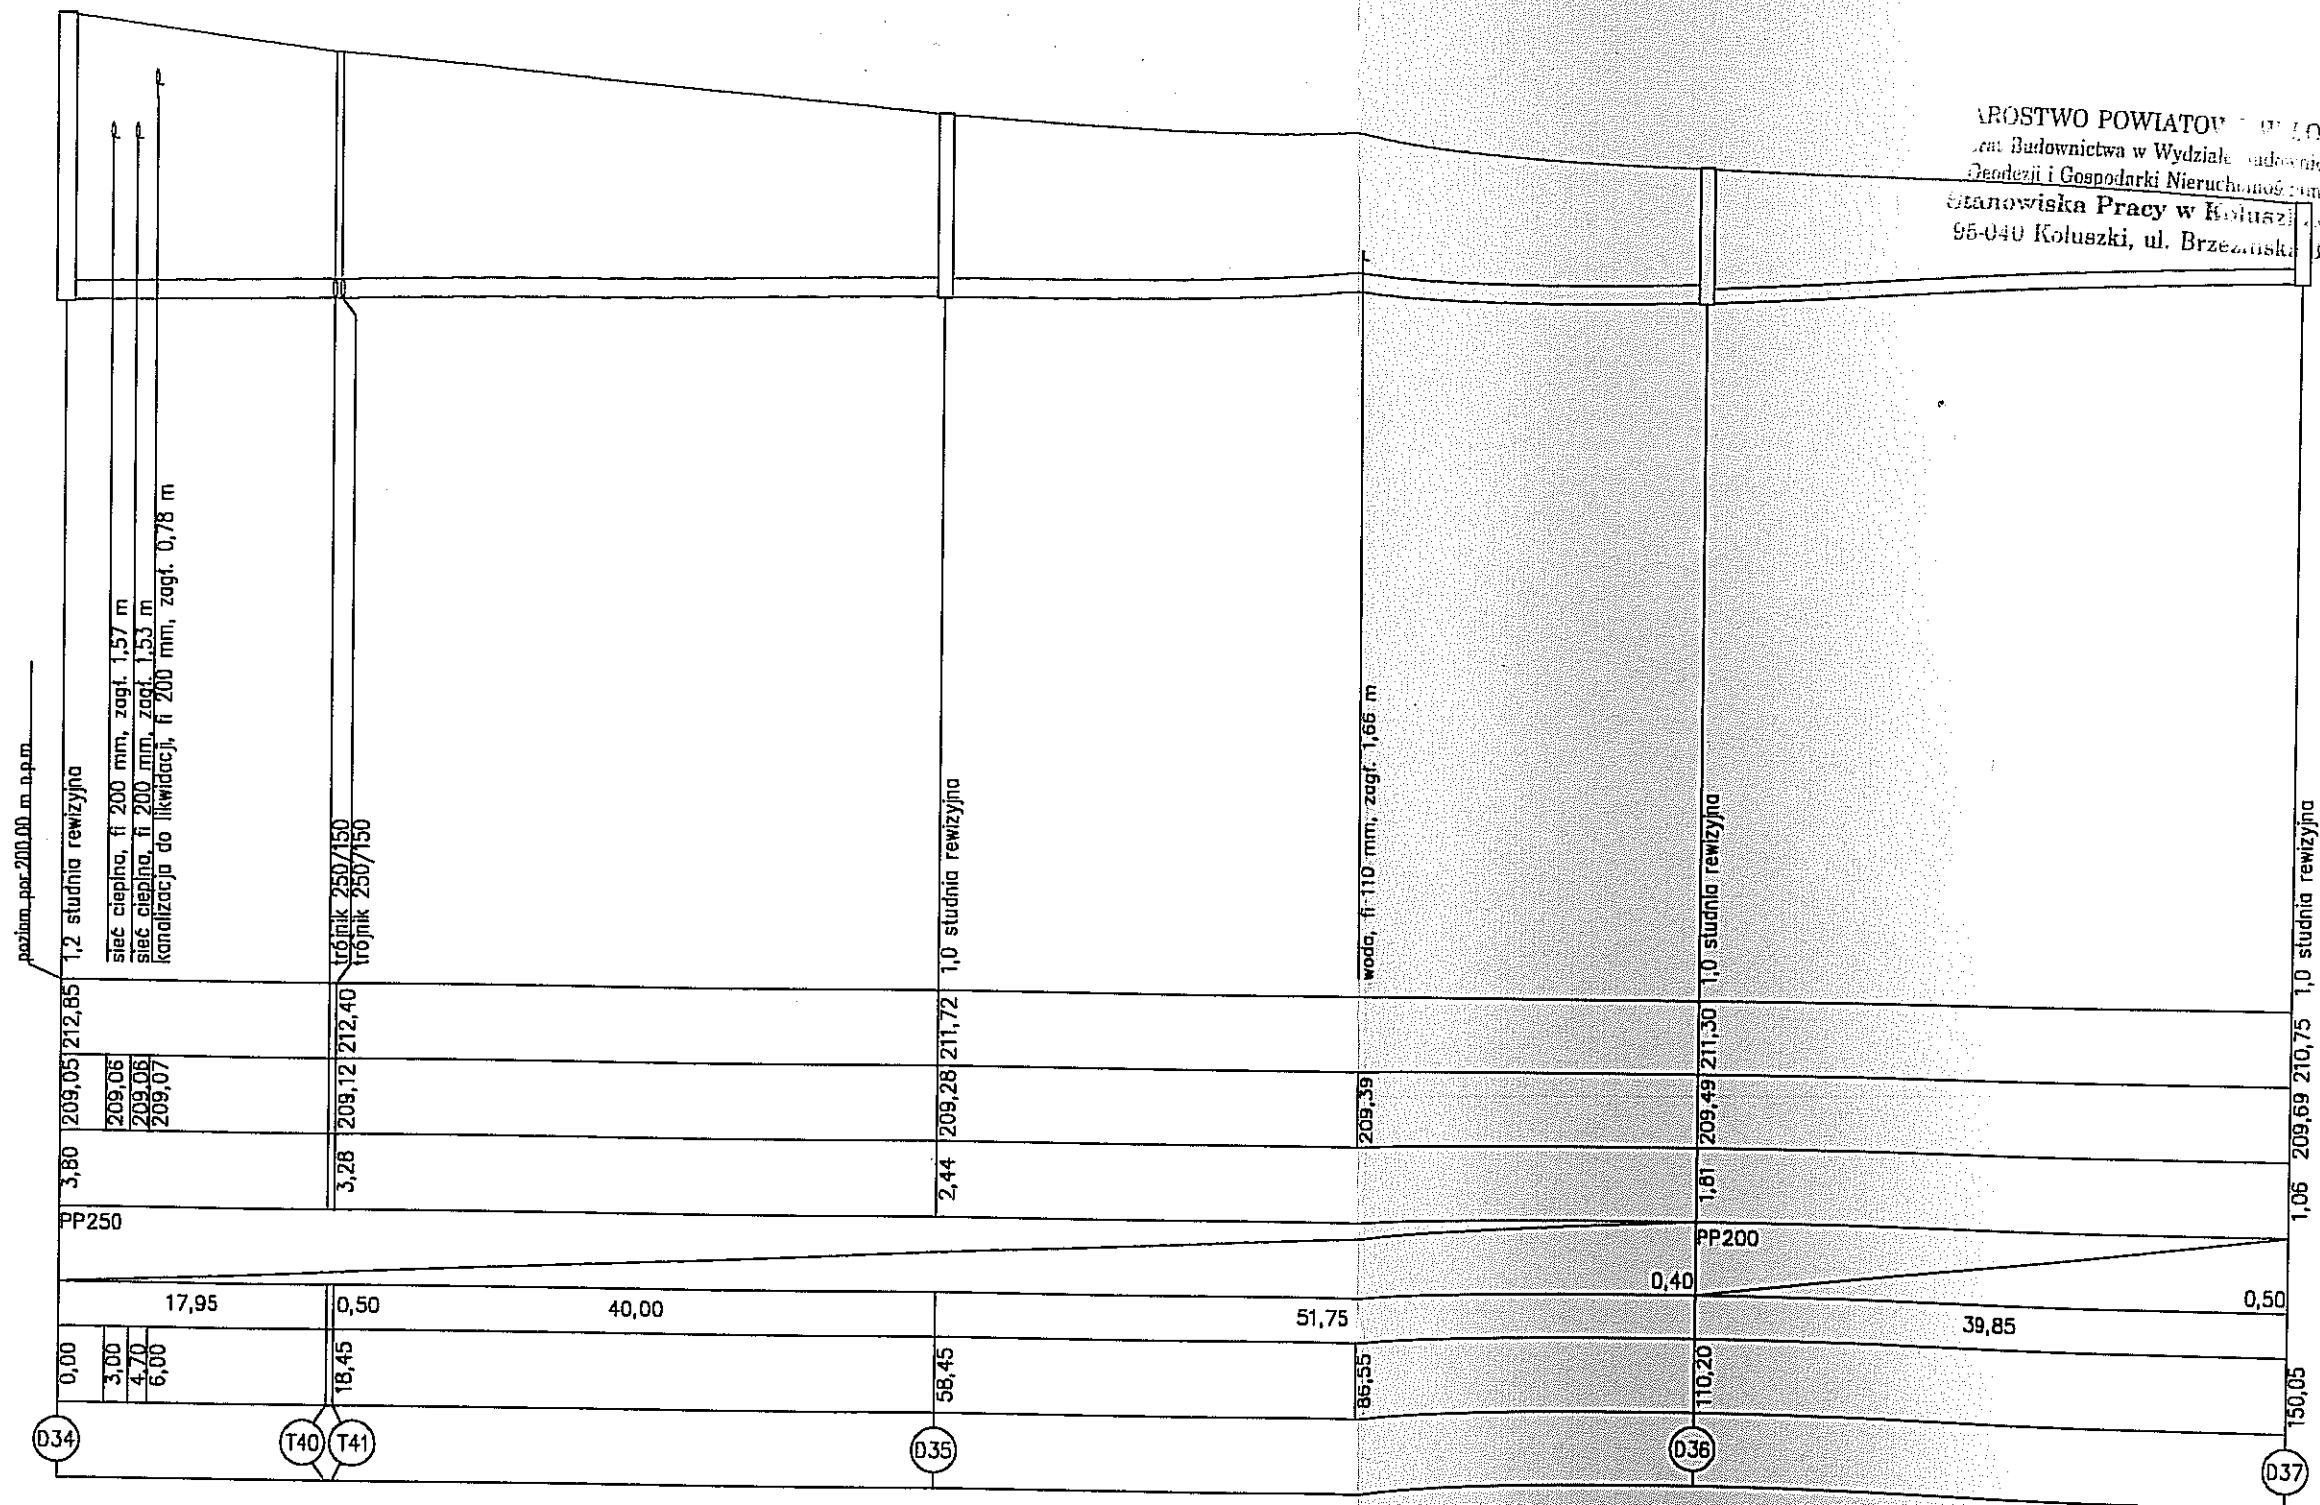 AROSTWO POWIATOW
Budownictwa w Wydziale
Geodezji i Gospodarki
Stanowiska Pracy w
95-040 Koluszki, ul.
poziom por.200,00 m n.p.m.
1,2 studnia rewizyjna
sieć cieplna, fi 200 mm, zagł. 1,57 m
sieć cieplna, fi 200 mm, zagł. 1,53 m
kanalizacja do likwidacji, fi 200 mm, zagł. 0,78 m
trójnik 250/150
trójnik 250/150
1,0 studnia rewizyjna
woda, fi 110 mm, zagł. 1,66 m
1,0 studnia rewizyjna
1,0 studnia rewizyjna
212,85 212,40 211,72 211,30 210,75
209,05 209,06 209,06 209,07 209,12 209,28 209,39 209,49 209,69
3,80 3,28 2,44 1,81 1,06
PP250 PP200
0,40 0,50
17,95 0,50 40,00 51,75 39,85
0,00 3,00 4,70 6,00 18,45 58,45 86,55 110,20 150,05
D34 T40 T41 D35 D36 D37